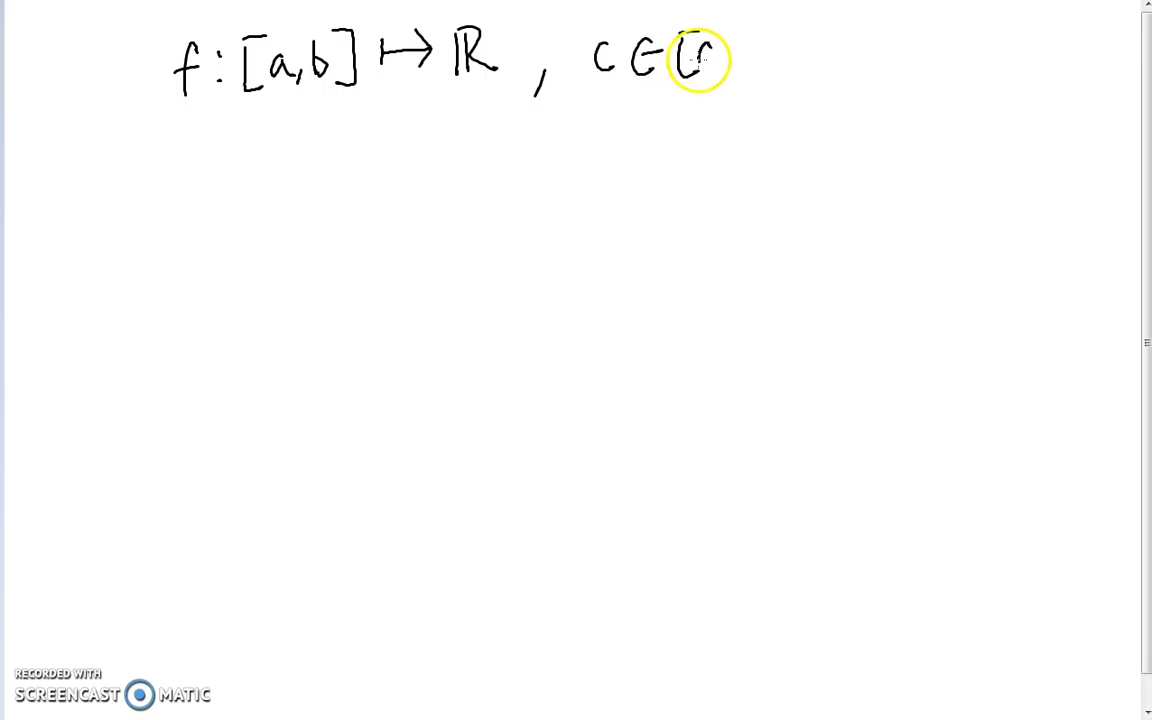 f : [a,b] ↦ ℝ , c ∈ [
RECORDED WITH
SCREENCAST MATIC